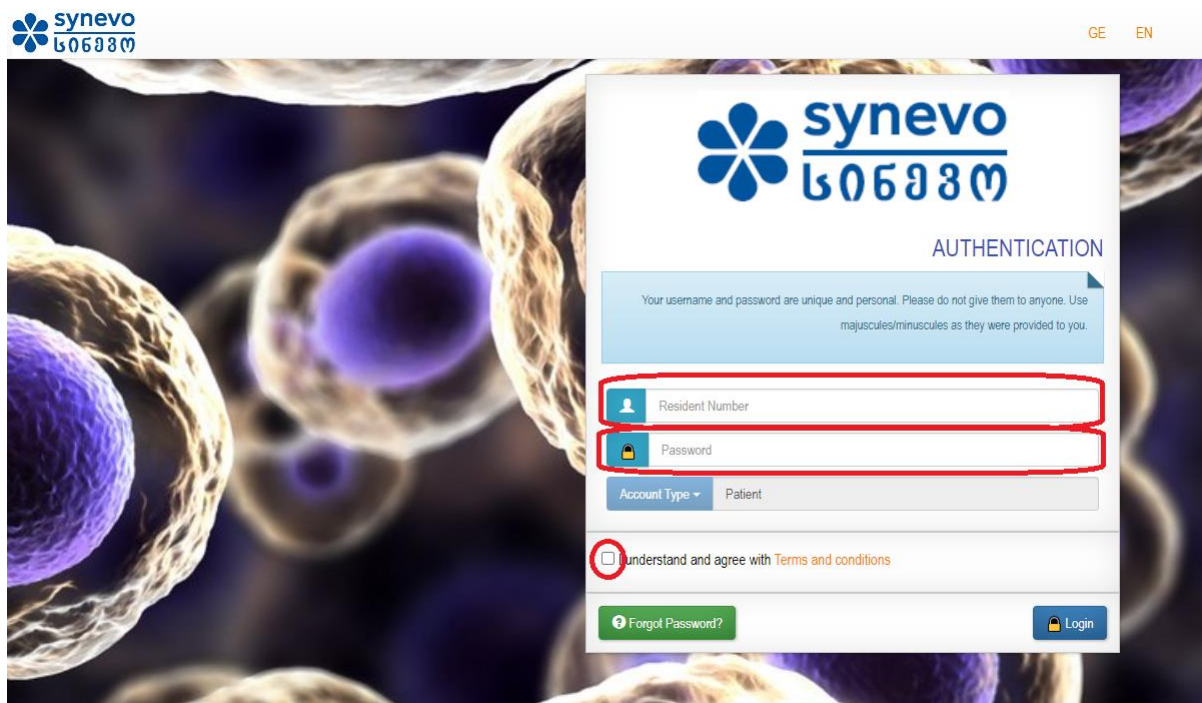 synevo
სინევო
GE EN
synevo
სინევო
AUTHENTICATION
Your username and password are unique and personal. Please do not give them to anyone. Use
majuscules/minuscules as they were provided to you.
Resident Number
Password
Account Type Patient
I understand and agree with Terms and conditions
Forgot Password? Login